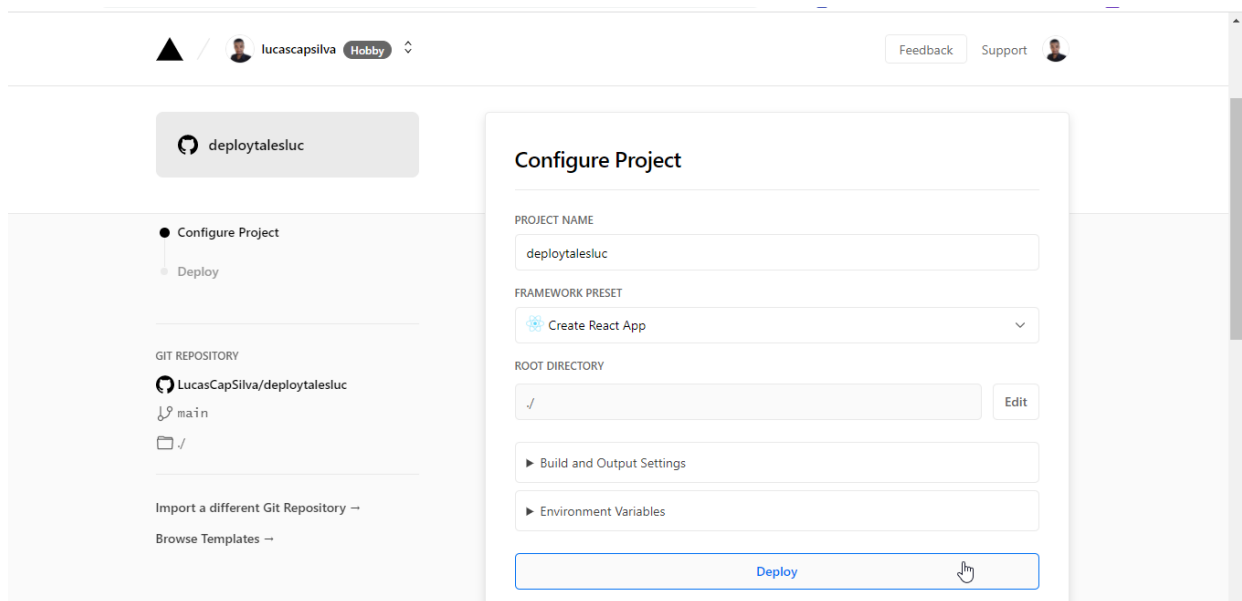 lucascapsilva Hobby
Feedback Support
deploytalesluc
Configure Project
Deploy
GIT REPOSITORY
LucasCapSilva/deploytalesluc
main
./
Import a different Git Repository →
Browse Templates →
Configure Project
PROJECT NAME
deploytalesluc
FRAMEWORK PRESET
Create React App
ROOT DIRECTORY
./
Edit
Build and Output Settings
Environment Variables
Deploy